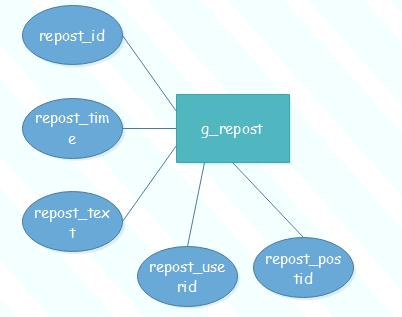 repost_id
repost_tim
e
g_repost
repost_tex
t
repost_use
rid
repost_pos
tid